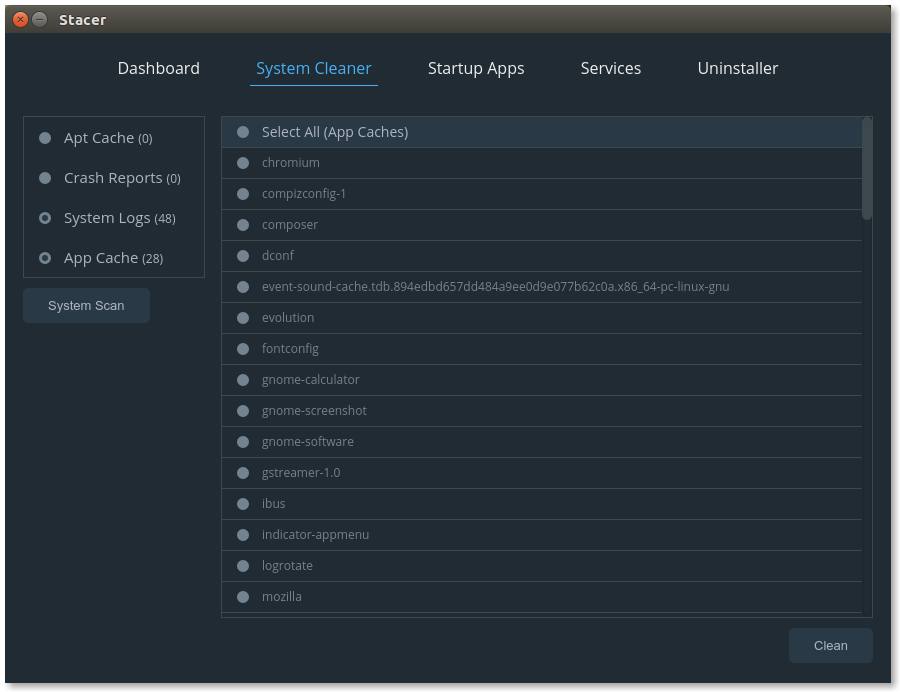 Stacer
Dashboard System Cleaner Startup Apps Services Uninstaller
Apt Cache (0)
Crash Reports (0)
System Logs (48)
App Cache (28)
System Scan
Select All (App Caches)
chromium
compizconfig-1
composer
dconf
event-sound-cache.tdb.894edbd657dd484a9ee0d9e077b62c0a.x86_64-pc-linux-gnu
evolution
fontconfig
gnome-calculator
gnome-screenshot
gnome-software
gstreamer-1.0
ibus
indicator-appmenu
logrotate
mozilla
Clean